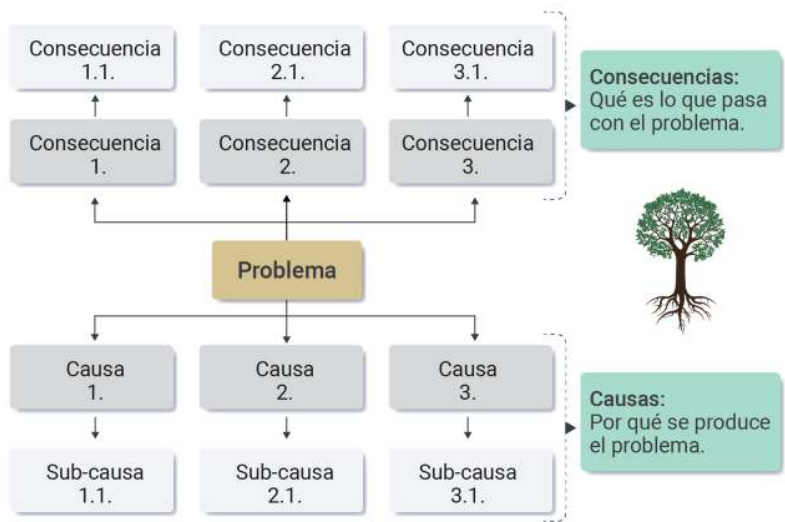 Consecuencia
1.1.
Consecuencia
2.1.
Consecuencia
3.1.
Consecuencias:
Qué es lo que pasa
con el problema.
Consecuencia
1.
Consecuencia
2.
Consecuencia
3.
Problema
Causa
1.
Causa
2.
Causa
3.
Causas:
Por qué se produce
el problema.
Sub-causa
1.1.
Sub-causa
2.1.
Sub-causa
3.1.